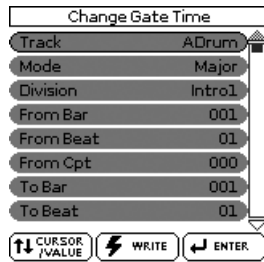 Change Gate Time
Track ADrum
Mode Major
Division Intro1
From Bar 001
From Beat 01
From Cpt 000
To Bar 001
To Beat 01
CURSOR /VALUE WRITE ENTER